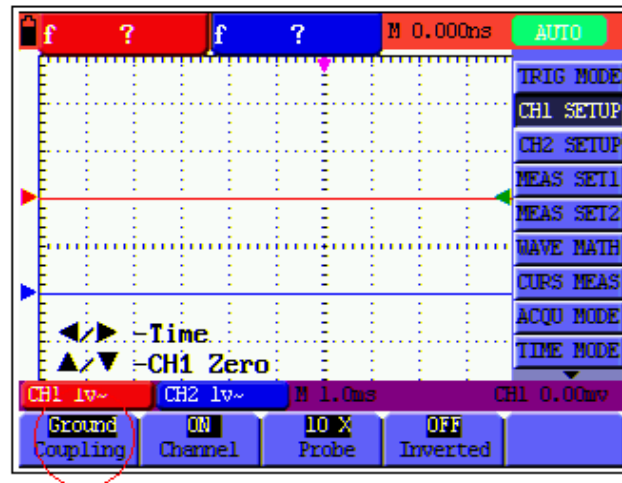 f ? f ? M 0.000ns AUTO
TRIG MODE
CH1 SETUP
CH2 SETUP
MEAS SET1
MEAS SET2
WAVE MATH
CURS MEAS
ACQU MODE
TIME MODE
◀/▶ -Time
▲/▼ -CH1 Zero
CH1 1v~ CH2 1v~ M 1.0ms CH1 0.00mv
Ground ON 10 X OFF
Coupling Channel Probe Inverted